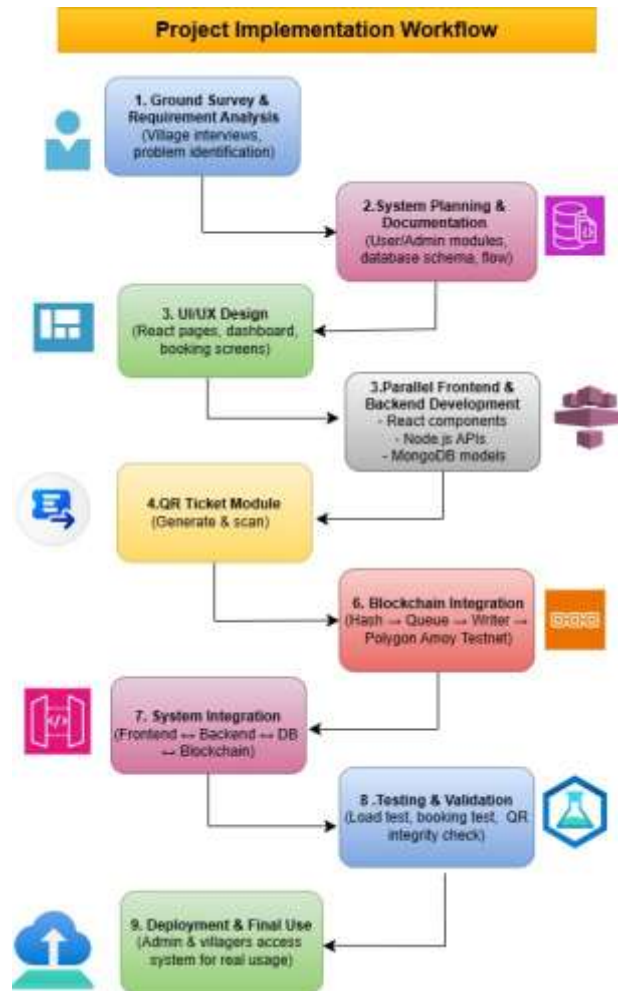 Project Implementation Workflow
1. Ground Survey &
Requirement Analysis
(Village interviews,
problem identification)
2.System Planning &
Documentation
(User/Admin modules,
database schema, flow)
3. UI/UX Design
(React pages, dashboard,
booking screens)
3.Parallel Frontend &
Backend Development
- React components
- Node.js APIs
- MongoDB models
4.QR Ticket Module
(Generate & scan)
6. Blockchain Integration
(Hash → Queue → Writer →
Polygon Amoy Testnet)
7. System Integration
(Frontend ↔ Backend ↔ DB
↔ Blockchain)
8 .Testing & Validation
(Load test, booking test, QR
integrity check)
9. Deployment & Final Use
(Admin & villagers access
system for real usage)